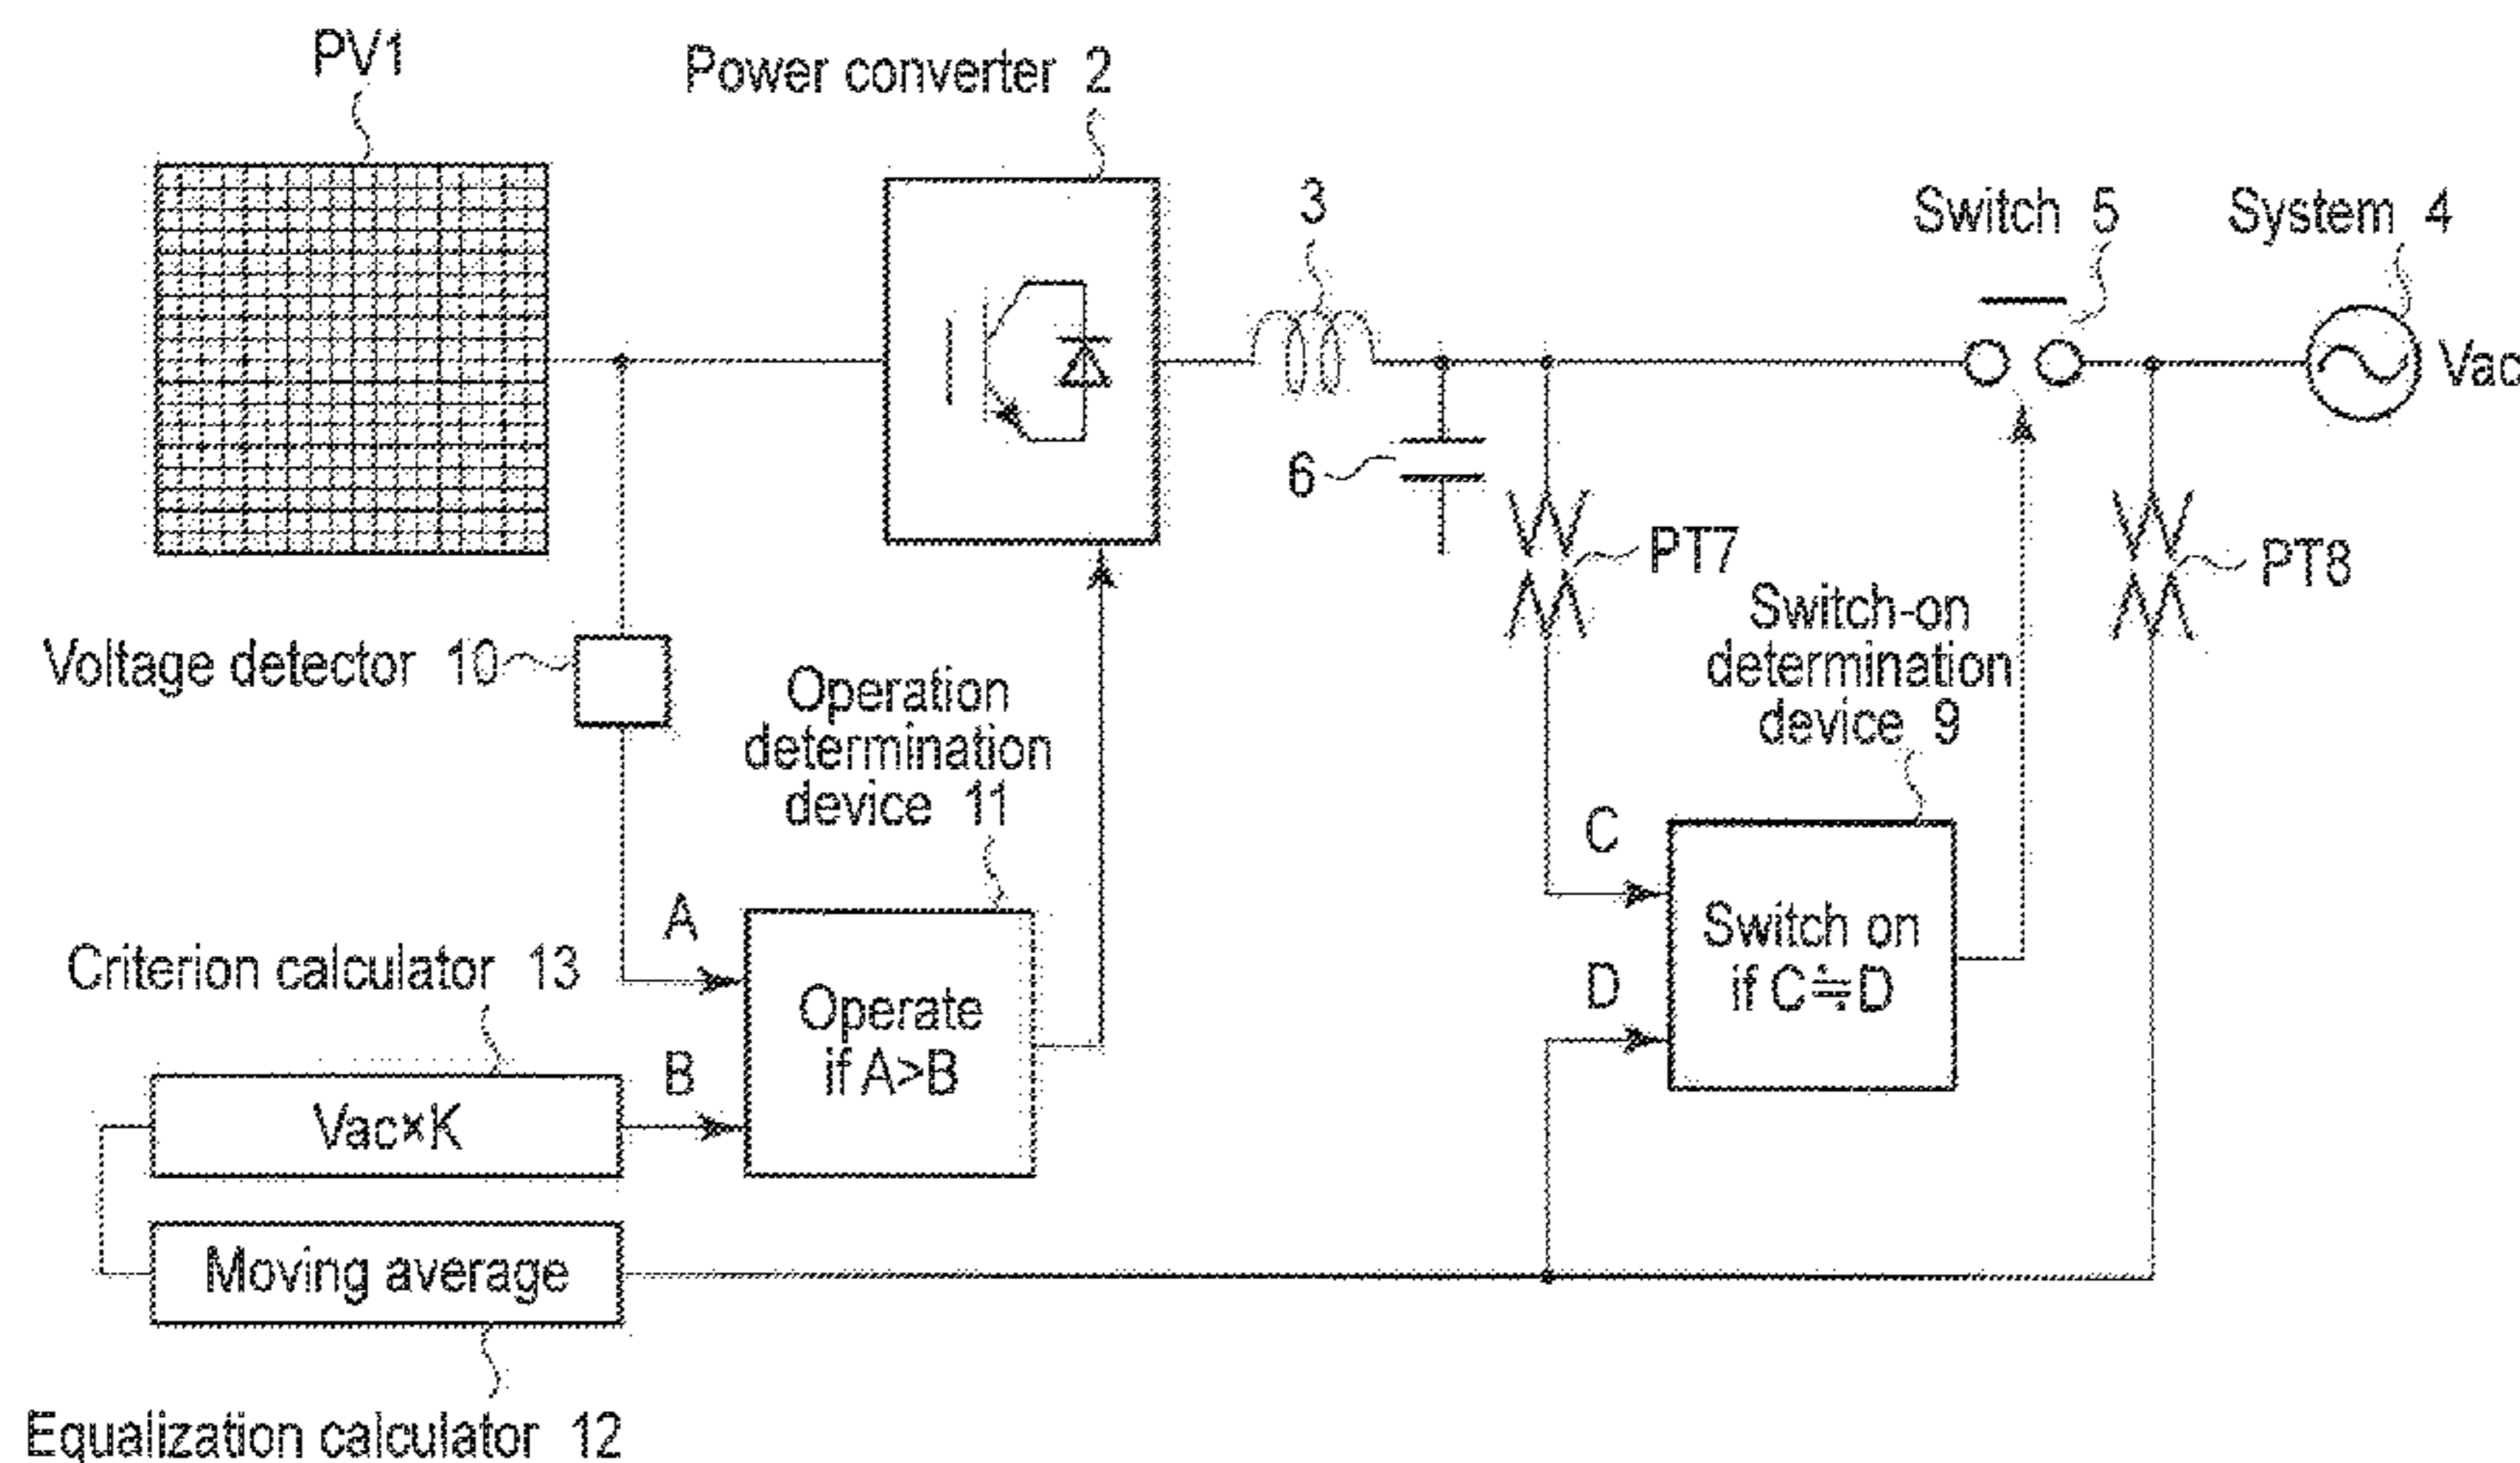 PV1
Power converter 2
3
Switch 5
System 4
Vac
6
PT7
PT8
Switch-on
determination
device 9
Voltage detector 10
Operation
determination
device 11
C
Switch on
if C≒D
D
A
Criterion calculator 13
Operate
if A>B
B
Vac×K
Moving average
Equalization calculator 12